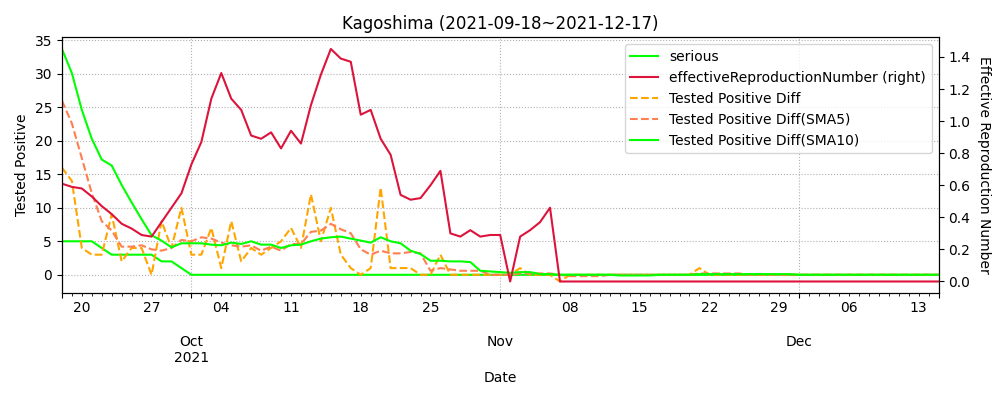 Kagoshima (2021-09-18~2021-12-17)
serious
effectiveReproductionNumber (right)
Tested Positive Diff
Tested Positive Diff(SMA5)
Tested Positive Diff(SMA10)
Tested Positive
35
30
25
20
15
10
5
0
Effective Reproduction Number
1.4
1.2
1.0
0.8
0.6
0.4
0.2
0.0
20 27 04 11 18 25 08 15 22 29 06 13
Oct Nov Dec
2021
Date